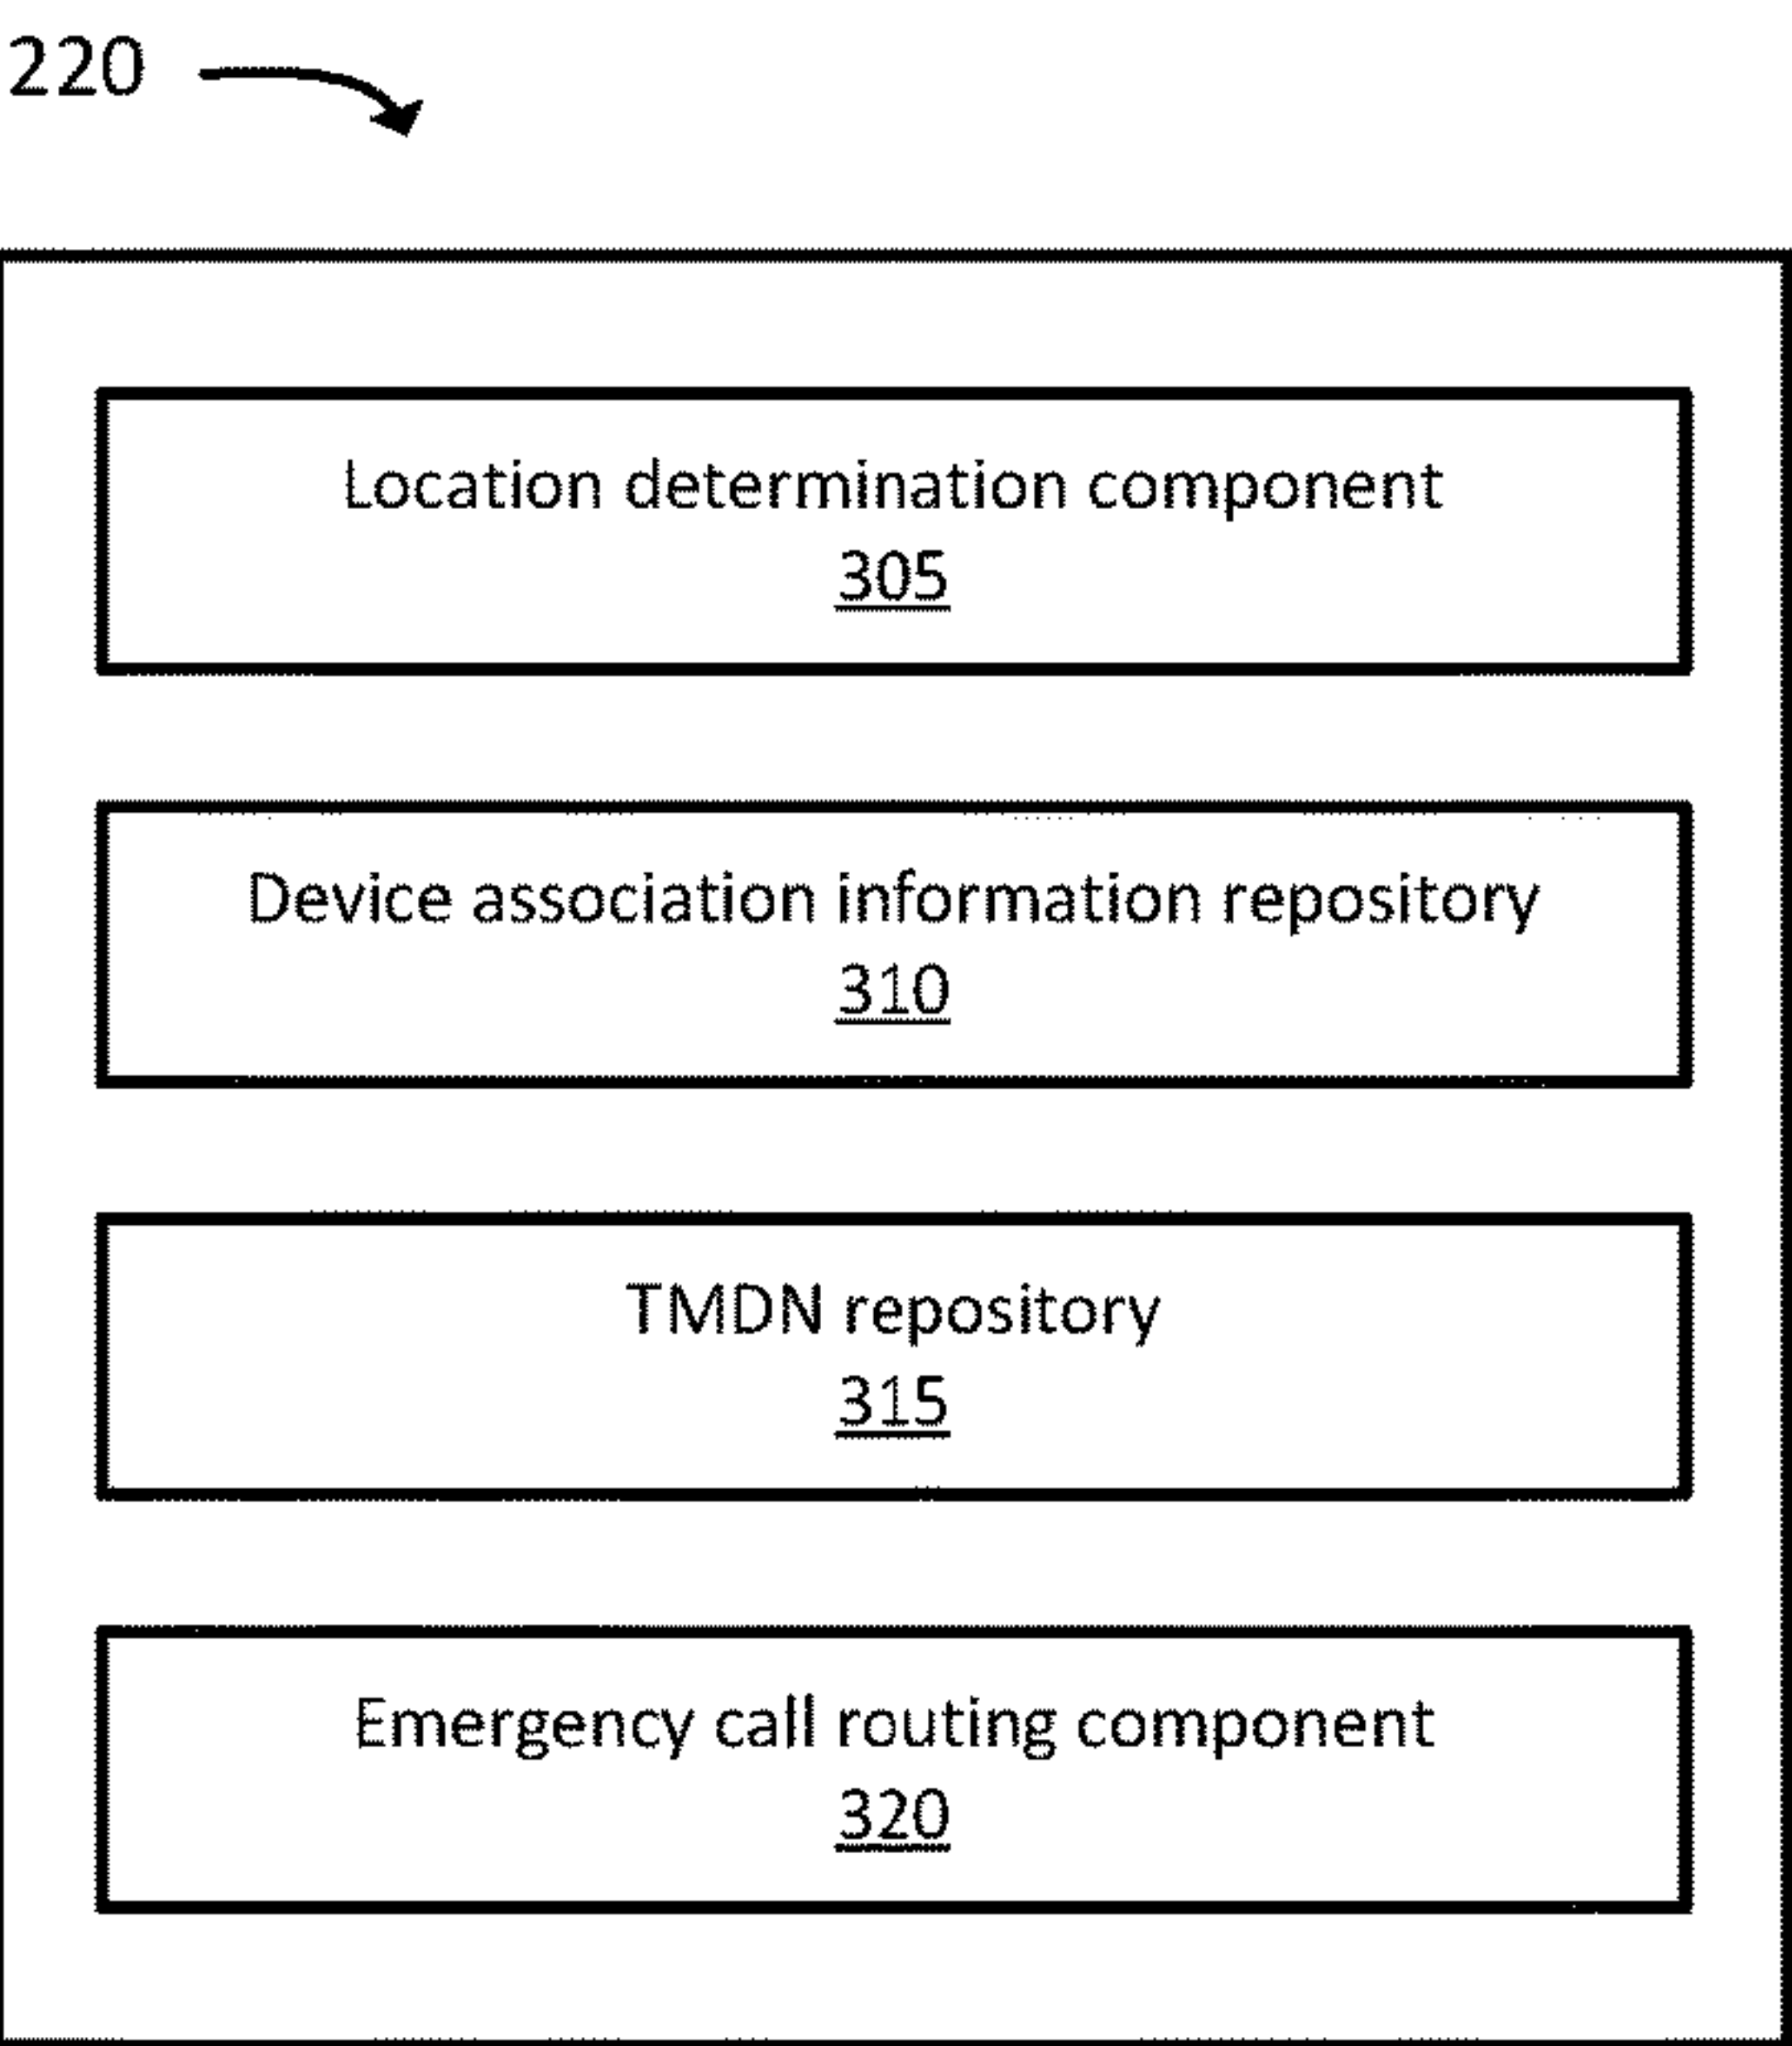 220
Location determination component
305
Device association information repository
310
TMDN repository
315
Emergency call routing component
320